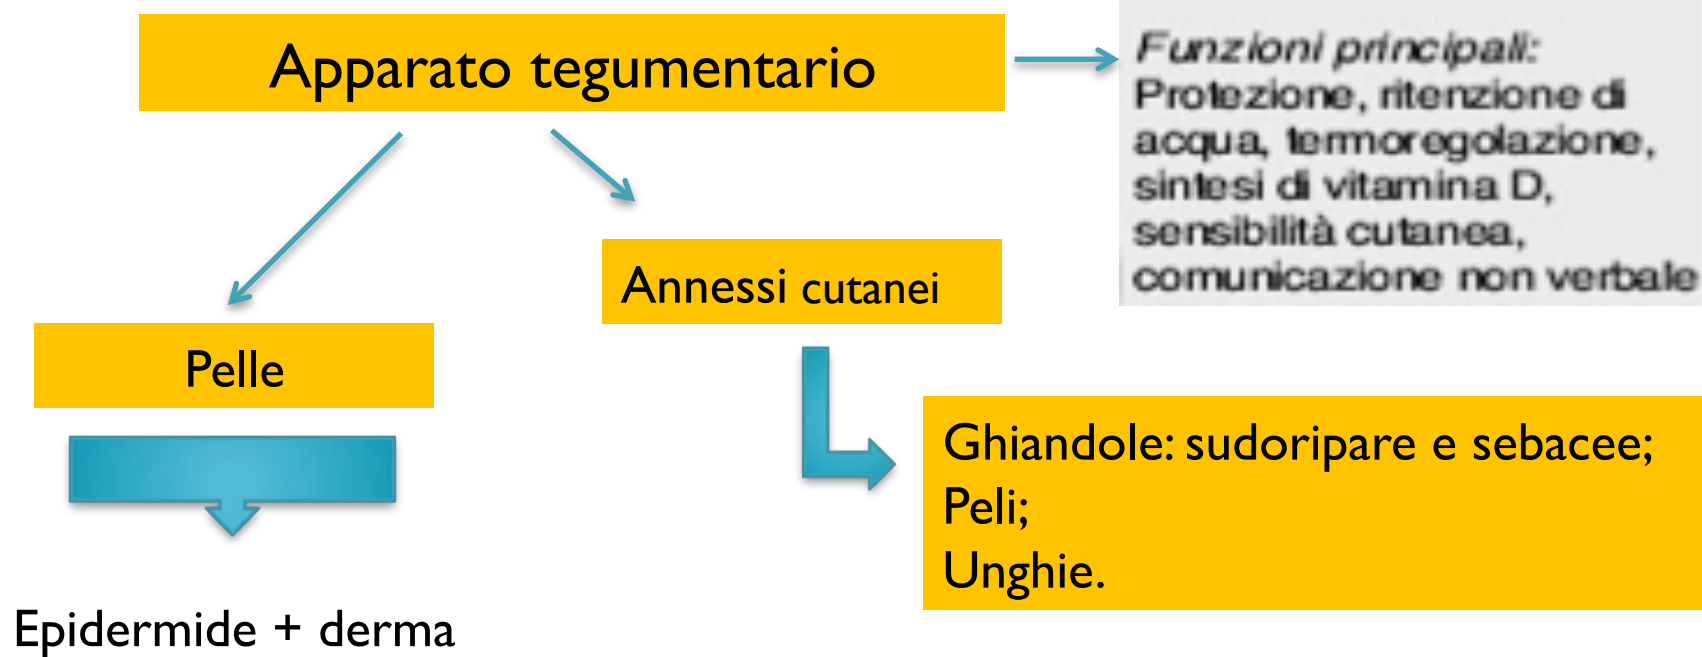 Apparato tegumentario
Funzioni principali:
Protezione, ritenzione di
acqua, termoregolazione,
sintesi di vitamina D,
sensibilità cutanea,
comunicazione non verbale
Annessi cutanei
Pelle
Ghiandole: sudoripare e sebacee;
Peli;
Unghie.
Epidermide + derma